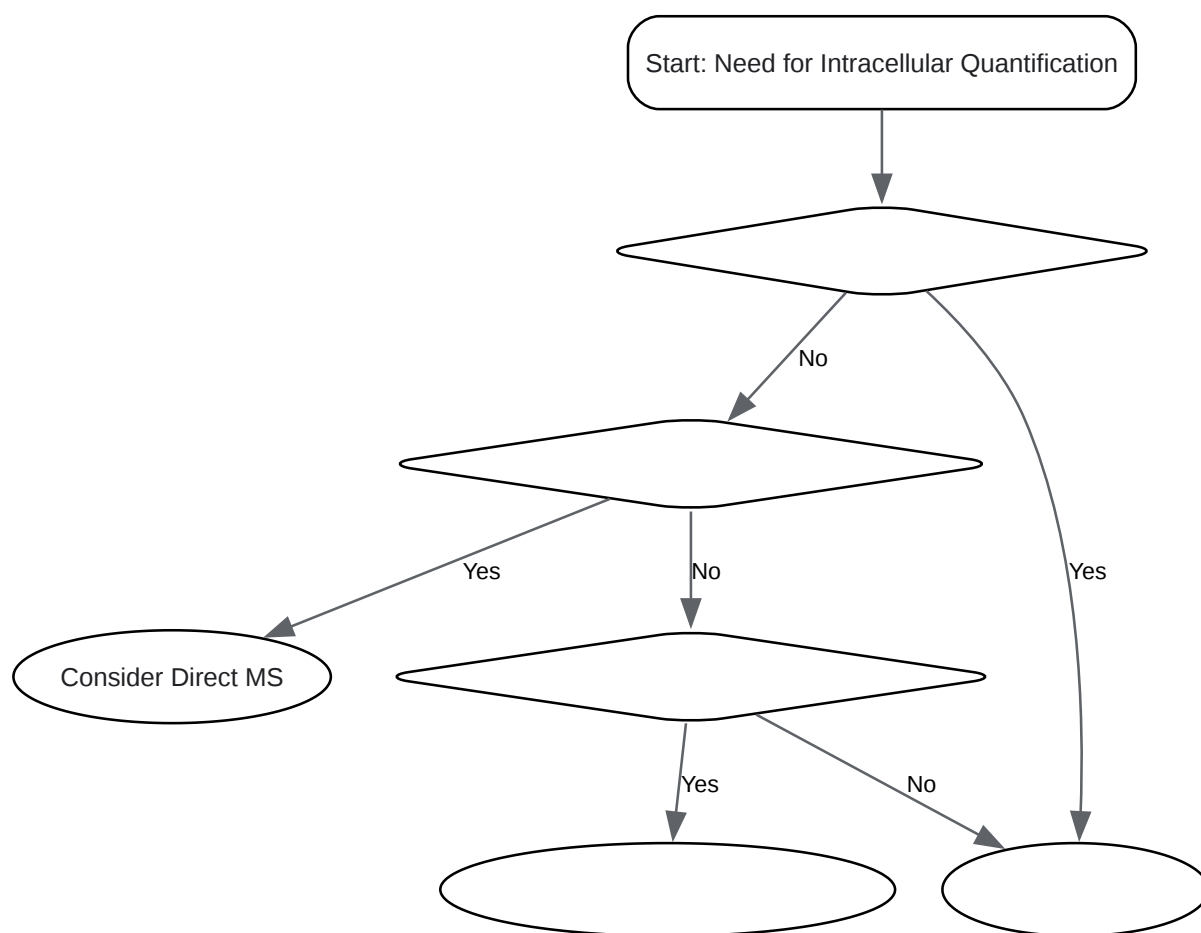 Start: Need for Intracellular Quantification
No
Yes
No
Yes
Consider Direct MS
Yes
No